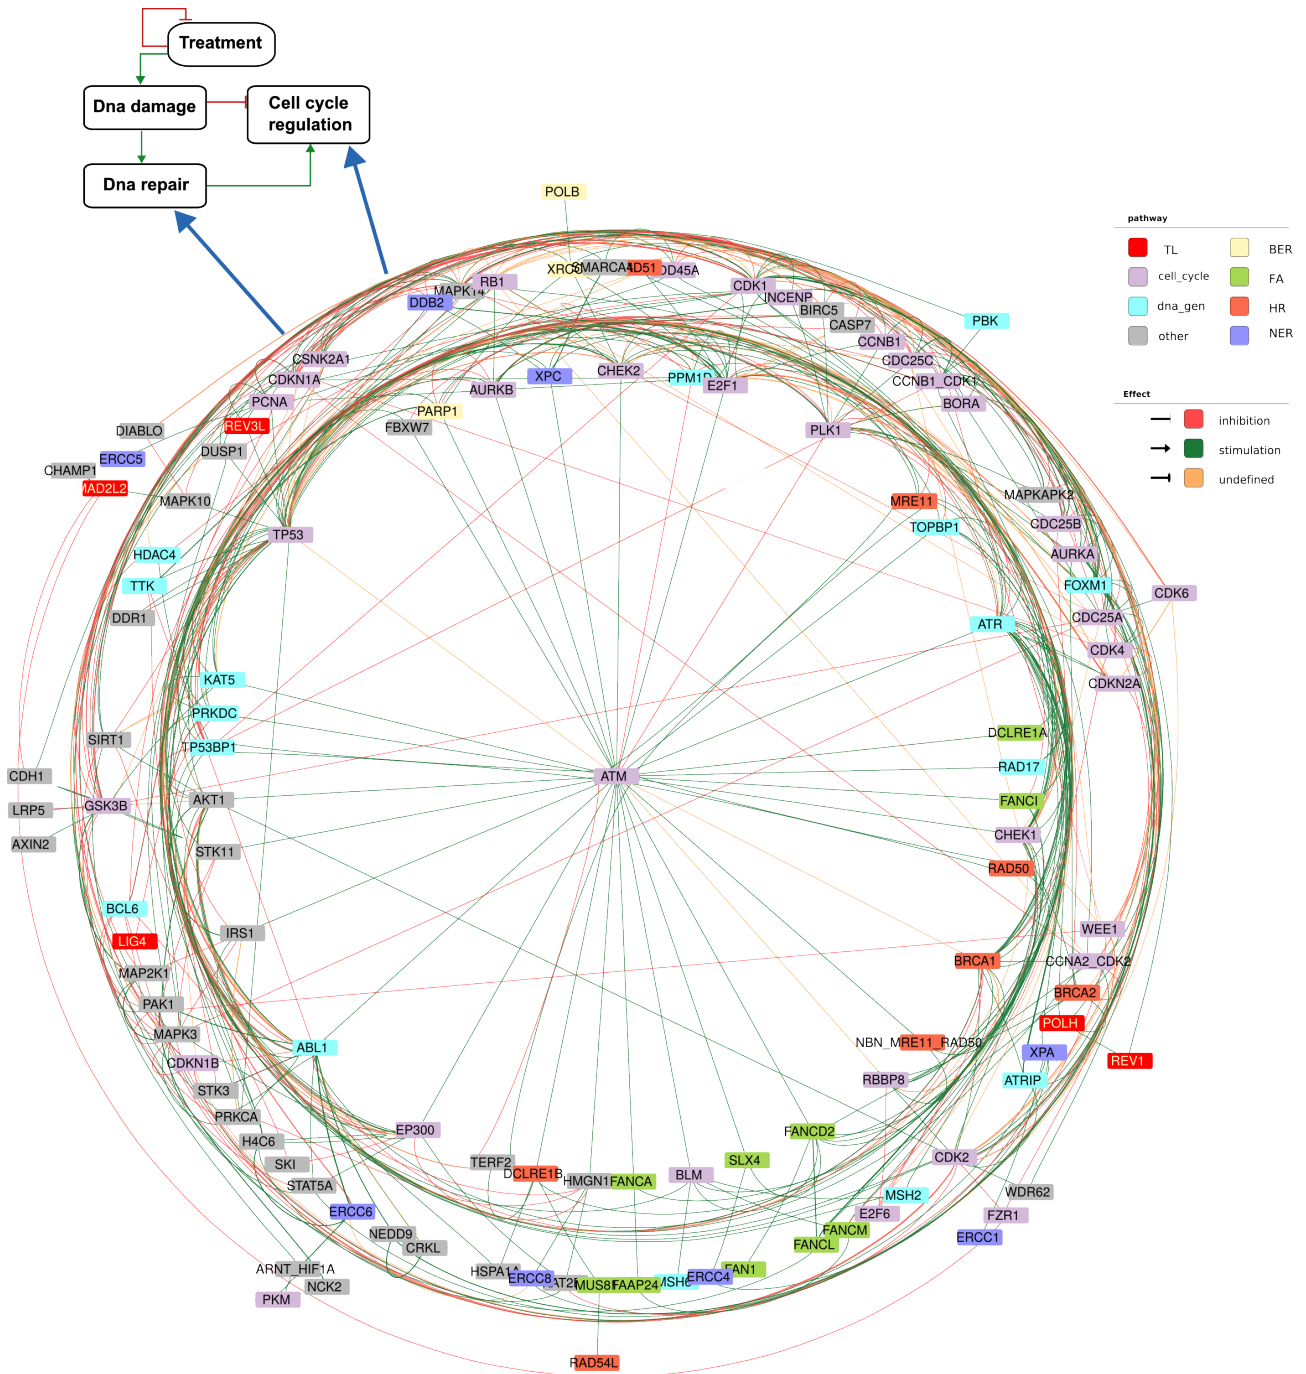 Treatment
Dna damage
Cell cycle
regulation
Dna repair
POLB
pathway
TL
BER
cell_cycle
FA
dna_gen
HR
other
NER
Effect
inhibition
stimulation
undefined
SMARCA4
RB1
MAPK14
DDB2
CDK1
INCENP
BIRC5
CASP7
PBK
CCNB1
CDC25C
CCNB1_CDK1
BORA
CSNK2A1
CDKN1A
PCNA
REV3L
CHEK2
XPC
PPM1D
E2F1
AURKB
PARP1
FBXW7
PLK1
DIABLO
ERCC5
CHAMP1
MAD2L2
DUSP1
MAPK10
TP53
MRE11
TOPBP1
MAPKAPK2
CDC25B
AURKA
FOXM1
CDK6
CDC25A
CDK4
CDKN2A
HDAC4
TTK
DDR1
ATR
KAT5
PRKDC
TP53BP1
SIRT1
DCLRE1A
RAD17
ATM
CDH1
LRP5
AXIN2
GSK3B
AKT1
FANCI
CHEK1
STK11
RAD50
BCL6
LIG4
IRS1
WEE1
MAP2K1
BRCA1
CCNA2_CDK2
PAK1
BRCA2
MAPK3
POLH
ABL1
NBN_MRE11_RAD50
XPA
REV1
CDKN1B
RBBP8
ATRIP
STK3
PRKCA
EP300
FANCD2
H4C6
SKI
STAT5A
TERF2
DCLRE1B
HMGN1
FANCA
BLM
SLX4
CDK2
WDR62
MSH2
E2F6
FZR1
ERCC1
ERCC6
NEDD9
CRKL
FANCM
FANCL
ARNT_HIF1A
NCK2
PKM
HSPA1A
ERCC8
MUS81
FAAP24
MSH6
ERCC4
FAN1
RAD54L